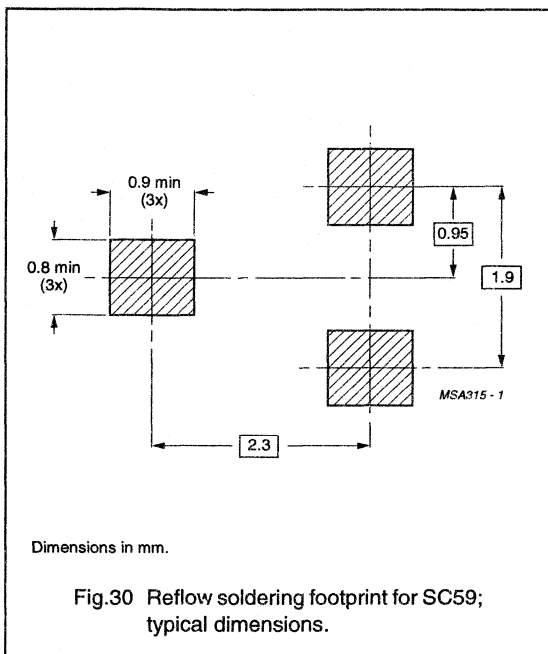 0.9 min
(3x)
0.8 min
(3x)
0.95
1.9
MSA315 - 1
2.3
Dimensions in mm.
Fig.30 Reflow soldering footprint for SC59;
typical dimensions.